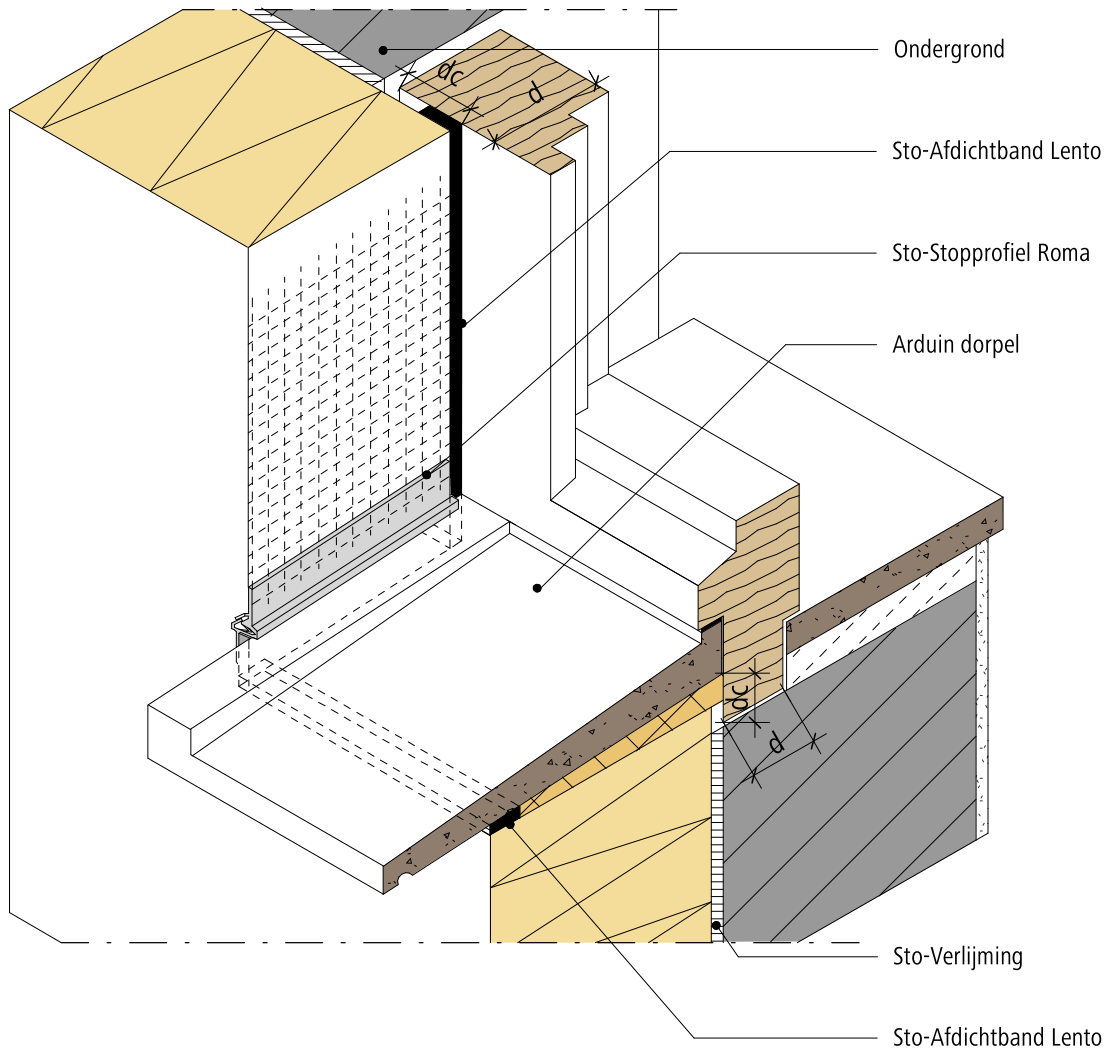 Ondergrond
dc
d
Sto-Afdichtband Lento
Sto-Stopprofiel Roma
Arduin dorpel
dc
d
Sto-Verlijming
Sto-Afdichtband Lento